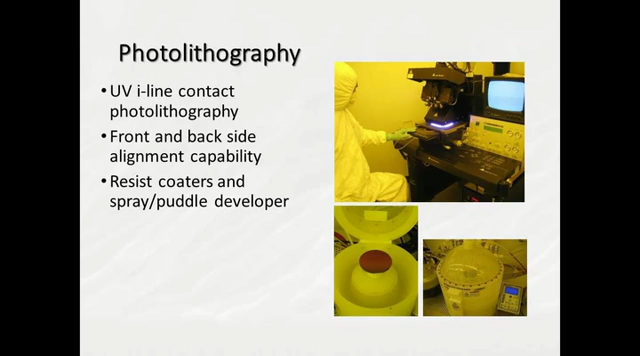 Photolithography
• UV i-line contact
photolithography
• Front and back side
alignment capability
• Resist coaters and
spray/puddle developer